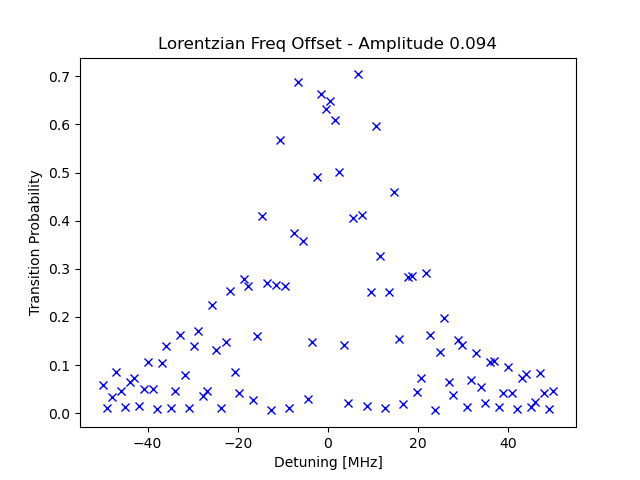 Lorentzian Freq Offset - Amplitude 0.094
Transition Probability
0.7
0.6
0.5
0.4
0.3
0.2
0.1
0.0
−40 −20 0 20 40
Detuning [MHz]